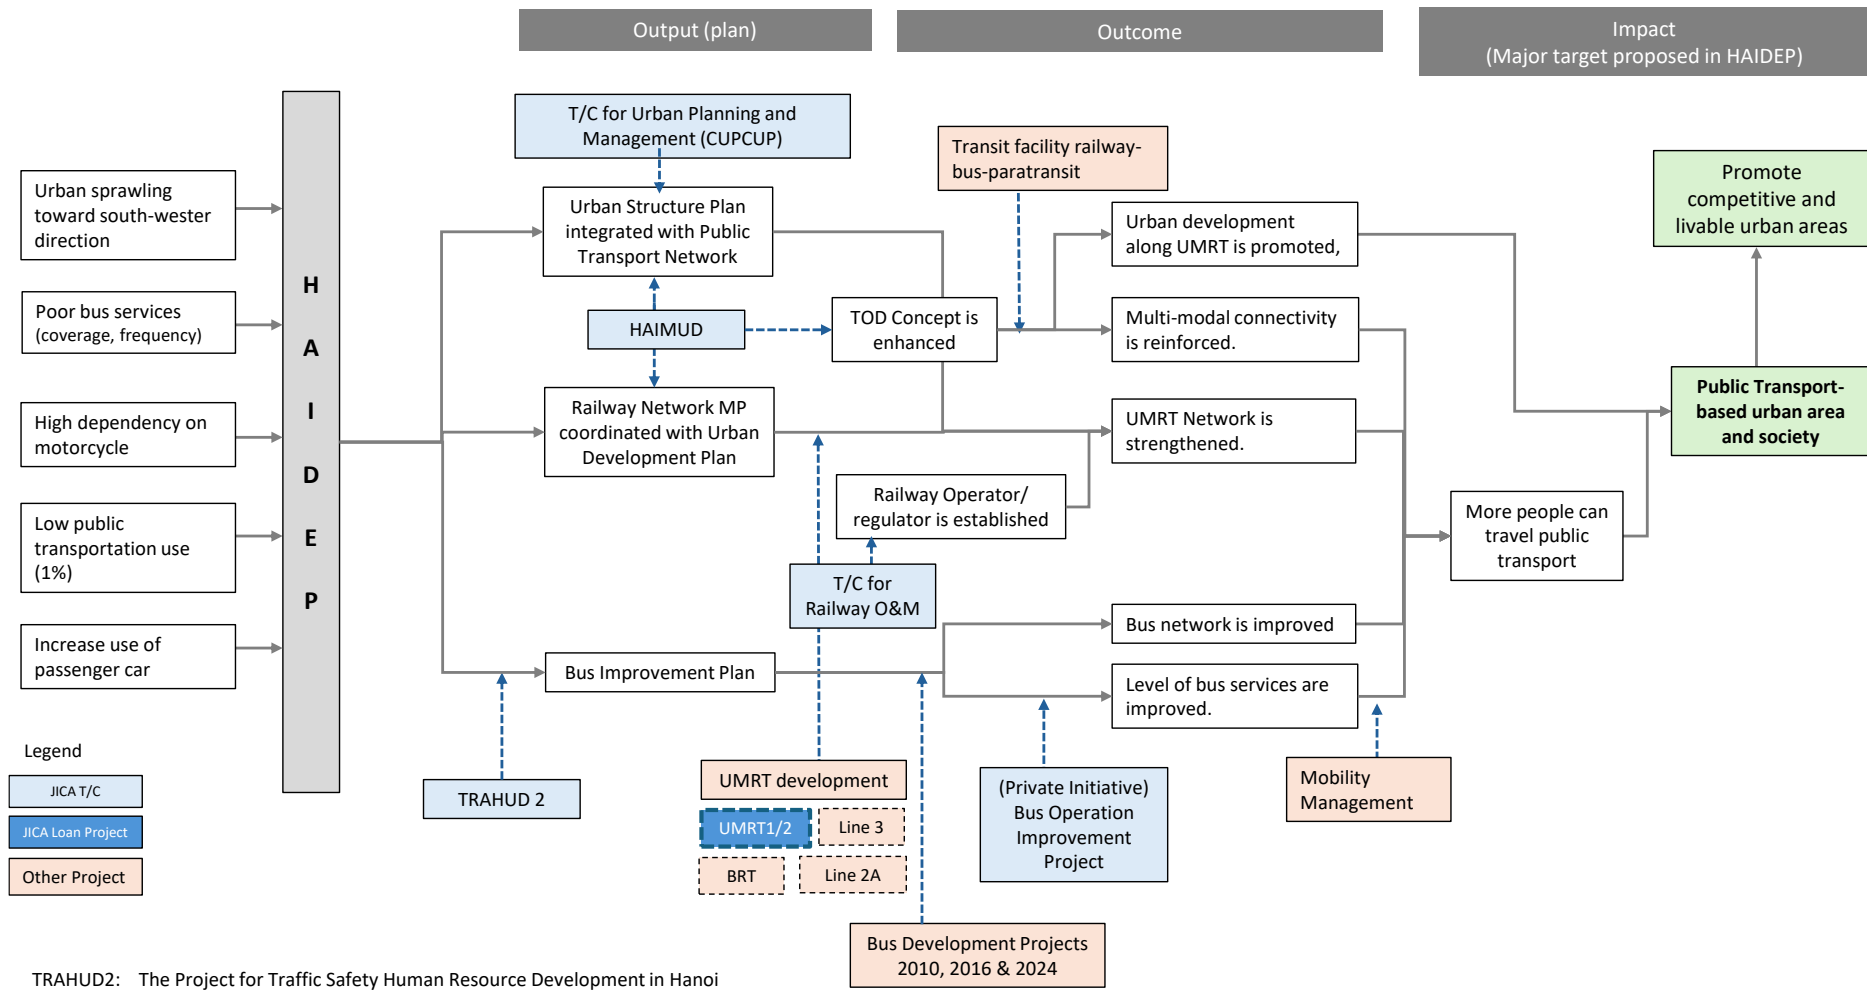 Output (plan)
Outcome
Impact
(Major target proposed in HAIDEP)
Urban sprawling
toward south-wester
direction
Poor bus services
(coverage, frequency)
High dependency on
motorcycle
Low public
transportation use
(1%)
Increase use of
passenger car
H
A
I
D
E
P
T/C for Urban Planning and
Management (CUPCUP)
Urban Structure Plan
integrated with Public
Transport Network
HAIMUD
Railway Network MP
coordinated with Urban
Development Plan
TOD Concept is
enhanced
Railway Operator/
regulator is established
T/C for
Railway O&M
Bus Improvement Plan
TRAHUD 2
UMRT development
UMRT1/2
Line 3
BRT
Line 2A
Bus Development Projects
2010, 2016 & 2024
Transit facility railway-
bus-paratransit
Urban development
along UMRT is promoted,
Multi-modal connectivity
is reinforced.
UMRT Network is
strengthened.
Bus network is improved
Level of bus services are
improved.
(Private Initiative)
Bus Operation
Improvement
Project
Mobility
Management
More people can
travel public
transport
Promote
competitive and
livable urban areas
Public Transport-
based urban area
and society
Legend
JICA T/C
JICA Loan Project
Other Project
TRAHUD2: The Project for Traffic Safety Human Resource Development in Hanoi